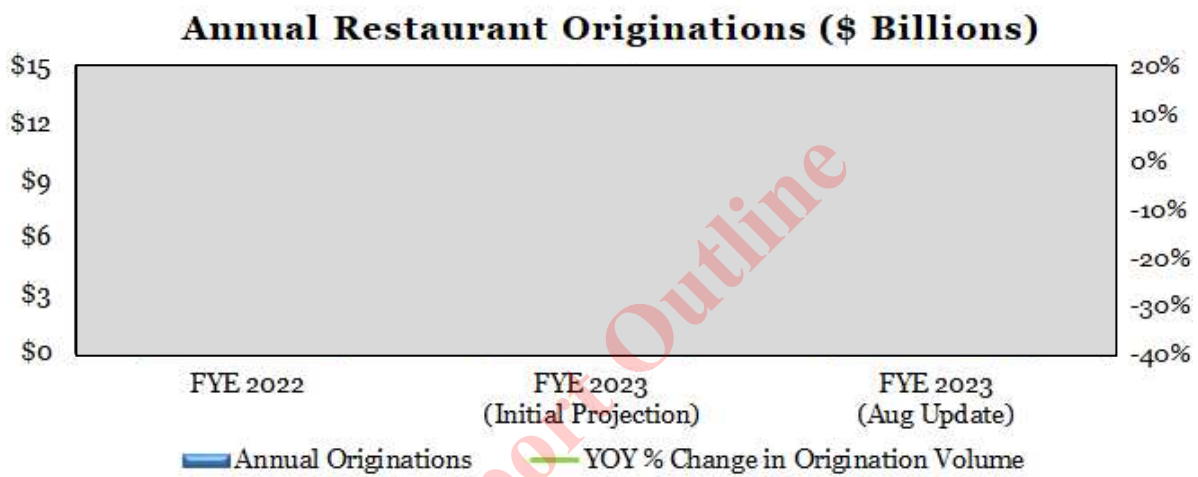 Annual Restaurant Originations ($ Billions)
$15
$12
$9
$6
$3
$0
20%
10%
0%
-10%
-20%
-30%
-40%
FYE 2022
FYE 2023
(Initial Projection)
FYE 2023
(Aug Update)
Annual Originations
YOY % Change in Origination Volume
Outline